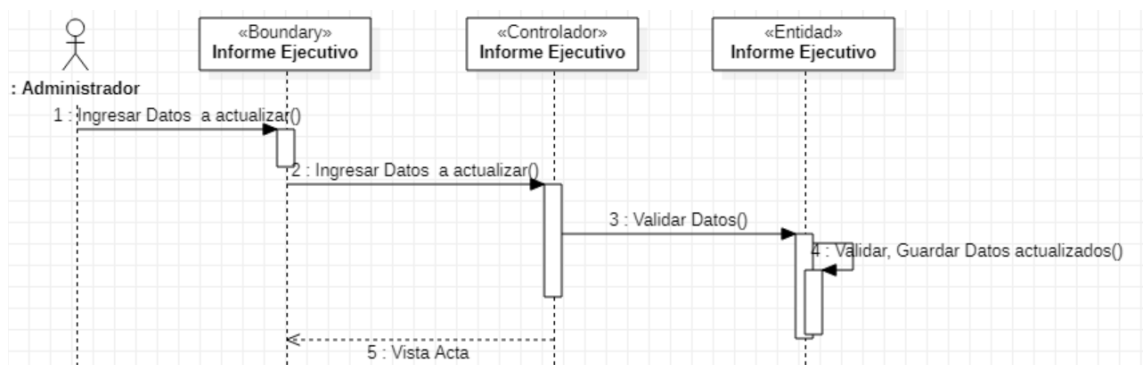 «Boundary»
Informe Ejecutivo
«Controlador»
Informe Ejecutivo
«Entidad»
Informe Ejecutivo
: Administrador
1 : Ingresar Datos a actualizar()
2 : Ingresar Datos a actualizar()
3 : Validar Datos()
4 : Validar, Guardar Datos actualizados()
5 : Vista Acta